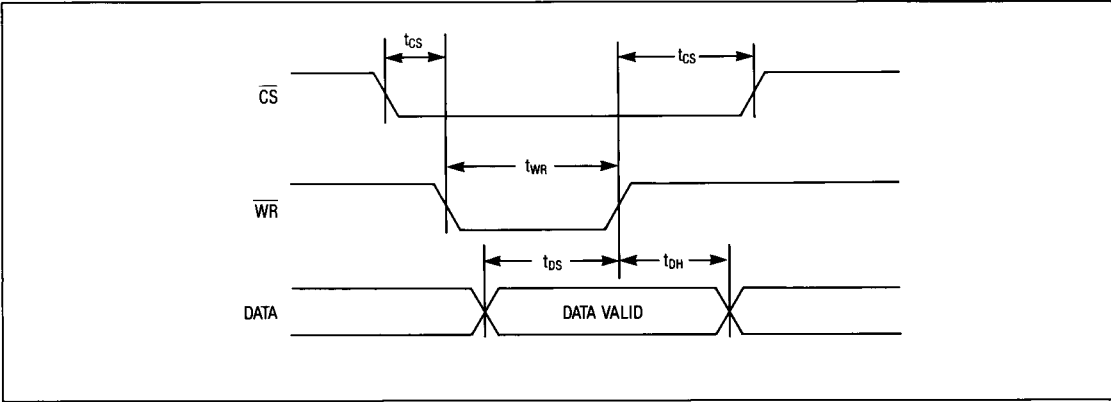 tCS
tCS
CS
tWR
WR
tDS
tDH
DATA
DATA VALID